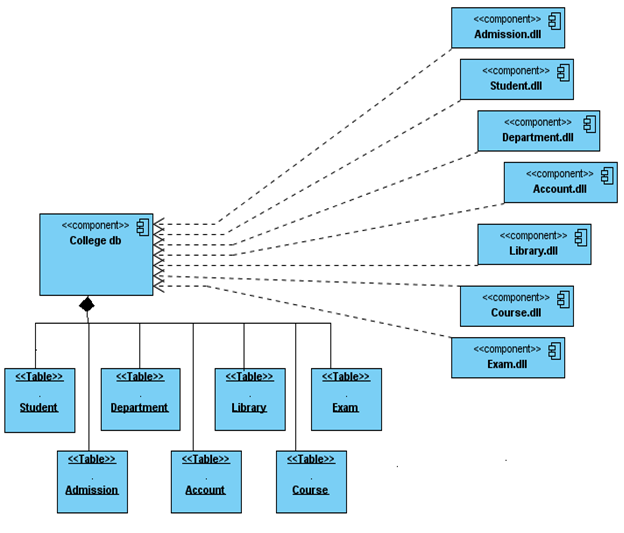 <<component>>
Admission.dll
<<component>>
Student.dll
<<component>>
Department.dll
<<component>>
Account.dll
<<component>>
College db
<<component>>
Library.dll
<<component>>
Course.dll
<<component>>
Exam.dll
<<Table>>
Student
<<Table>>
Department
<<Table>>
Library
<<Table>>
Exam
<<Table>>
Admission
<<Table>>
Account
<<Table>>
Course